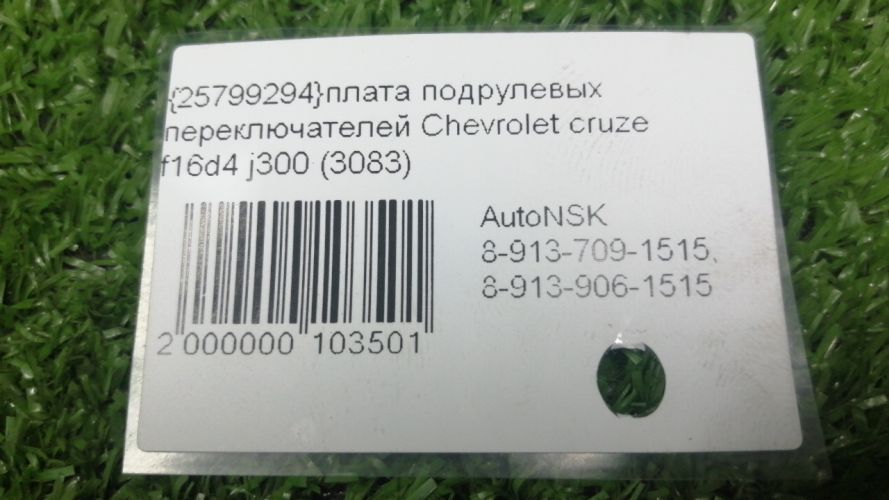 {25799294}плата подрулевых
переключателей Chevrolet cruze
f16d4 j300 (3083)
AutoNSK
8-913-709-1515,
8-913-906-1515
2 000000 103501